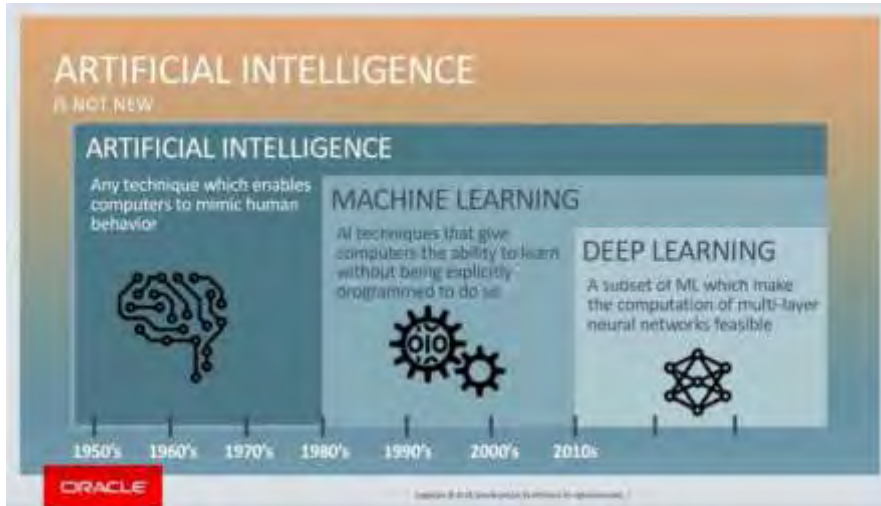 ARTIFICIAL INTELLIGENCE
IS NOT NEW
ARTIFICIAL INTELLIGENCE
Any technique which enables
computers to mimic human
behavior
MACHINE LEARNING
AI techniques that give
computers the ability to learn
without being explicitly
programmed to do so
OIO
DEEP LEARNING
A subset of ML which make
the computation of multi-layer
neural networks feasible
1950's 1960's 1970's 1980's 1990's 2000's 2010s
ORACLE